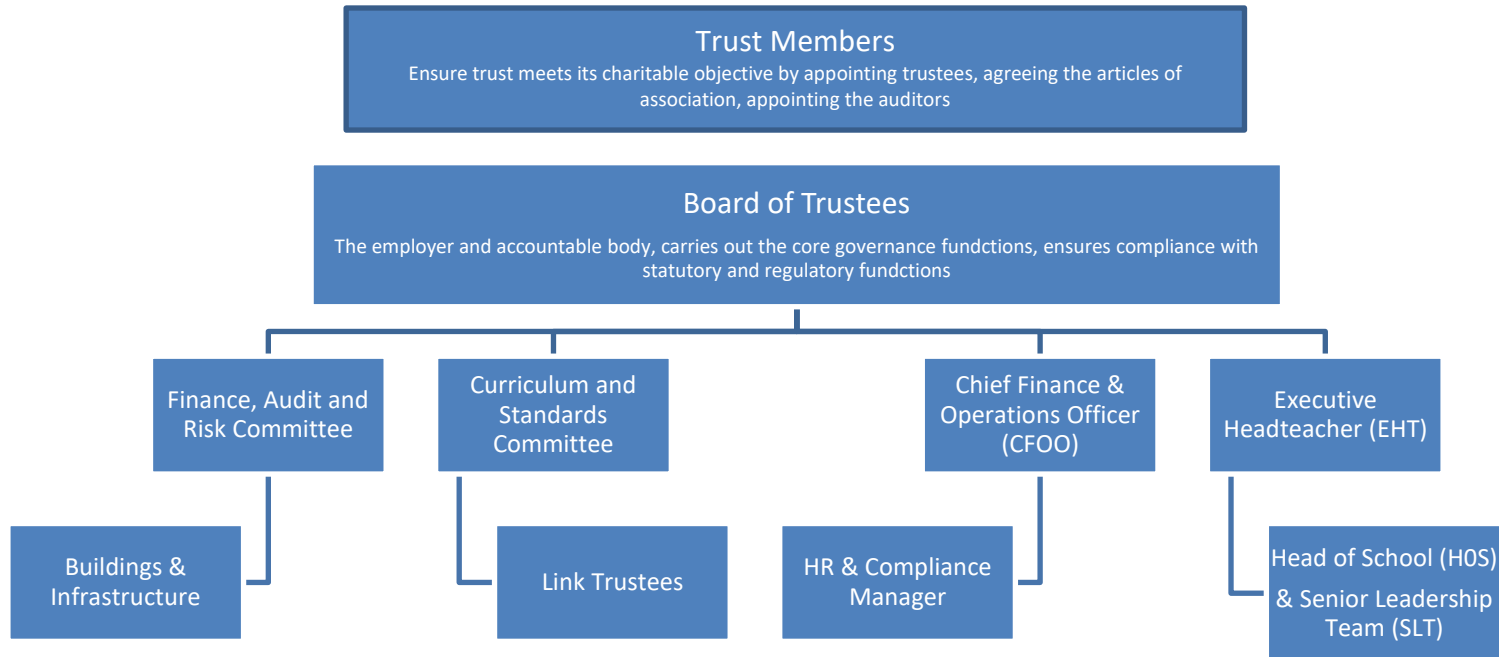 Trust Members
Ensure trust meets its charitable objective by appointing trustees, agreeing the articles of
association, appointing the auditors
Board of Trustees
The employer and accountable body, carries out the core governance fundctions, ensures compliance with
statutory and regulatory fundctions
Finance, Audit and
Risk Committee
Curriculum and
Standards
Committee
Chief Finance &
Operations Officer
(CFOO)
Executive
Headteacher (EHT)
Buildings &
Infrastructure
Link Trustees
HR & Compliance
Manager
Head of School (H0S)
& Senior Leadership
Team (SLT)